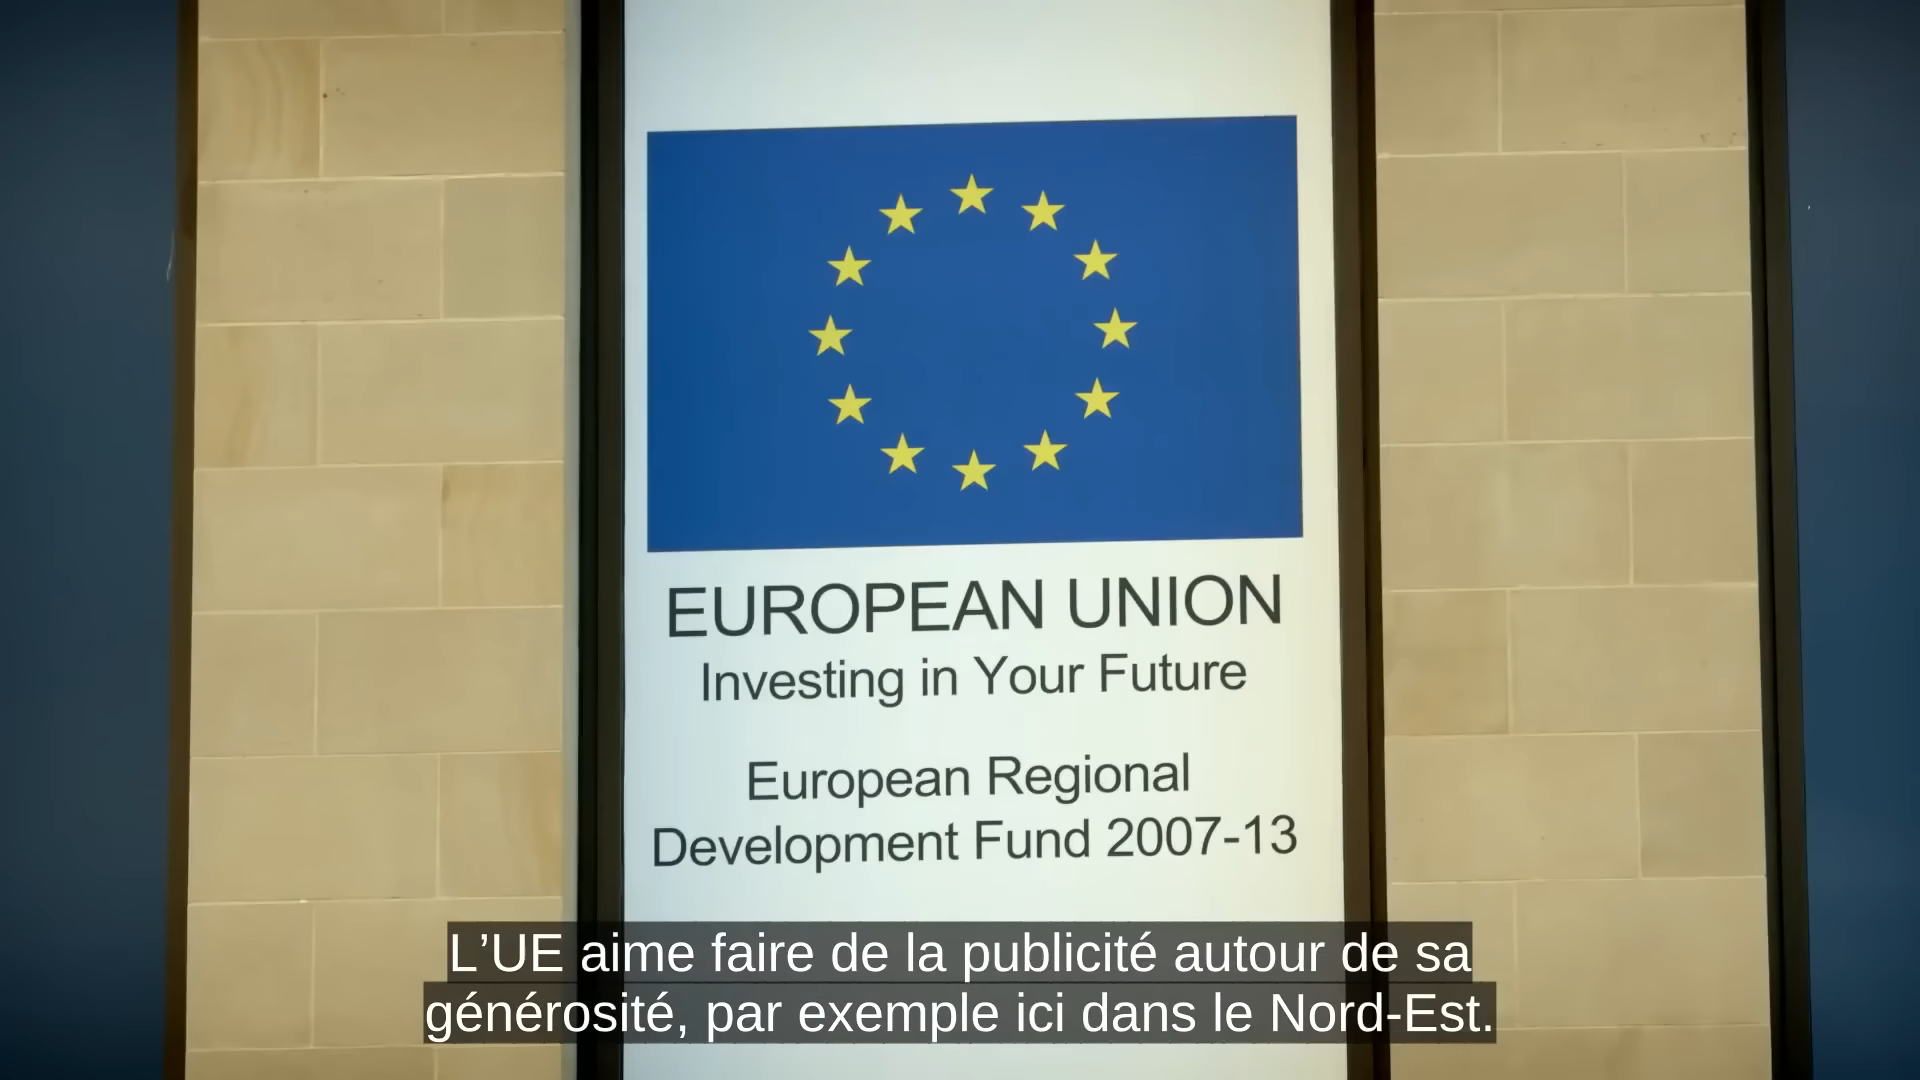 EUROPEAN UNION
Investing in Your Future
European Regional
Development Fund 2007-13
L’UE aime faire de la publicité autour de sa
générosité, par exemple ici dans le Nord-Est.